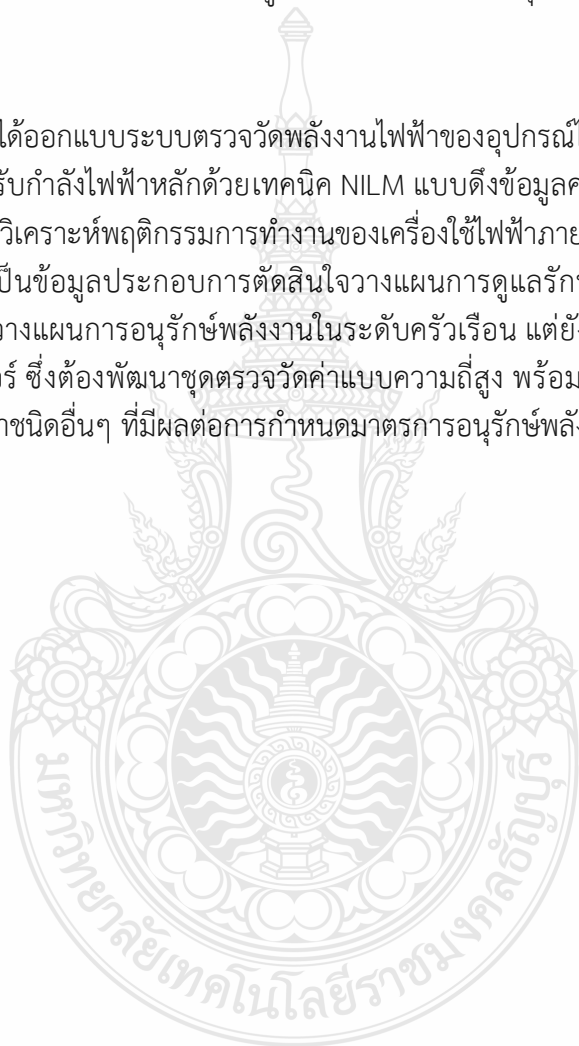 ได้ออกแบบระบบตรวจวัดพลังงานไฟฟ้าของอุปกรณ์
รับกำลังไฟฟ้าหลักด้วยเทคนิค NILM แบบดึงข้อมูล
วิเคราะห์พฤติกรรมการทำงานของเครื่องใช้ไฟฟ้าภาย
เป็นข้อมูลประกอบการตัดสินใจวางแผนการดูแลรัก
วางแผนการอนุรักษ์พลังงานในระดับครัวเรือน แต่ยัง
ร์ ซึ่งต้องพัฒนาชุดตรวจวัดค่าแบบความถี่สูง พร้อม
าชนิดอื่นๆ ที่มีผลต่อการกำหนดมาตรการอนุรักษ์พลัง
มหาวิทยาลัยเทคโนโลยีราชมงคลธัญบุรี